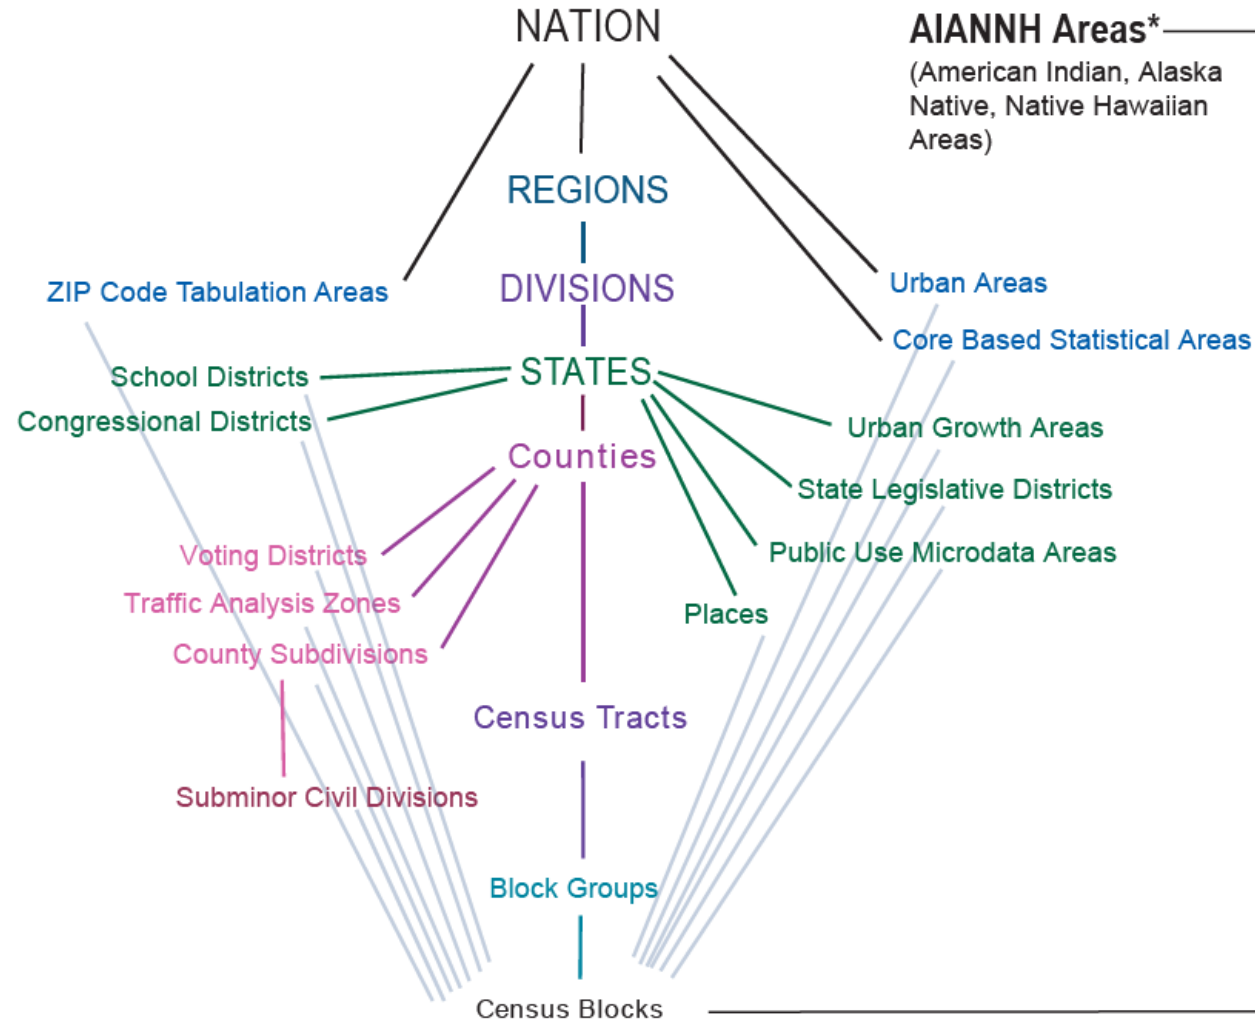 NATION
AIANNH Areas*
(American Indian, Alaska
Native, Native Hawaiian
Areas)
REGIONS
ZIP Code Tabulation Areas
DIVISIONS
Urban Areas
Core Based Statistical Areas
School Districts
STATES
Congressional Districts
Urban Growth Areas
Counties
State Legislative Districts
Voting Districts
Public Use Microdata Areas
Traffic Analysis Zones
Places
County Subdivisions
Census Tracts
Subminor Civil Divisions
Block Groups
Census Blocks